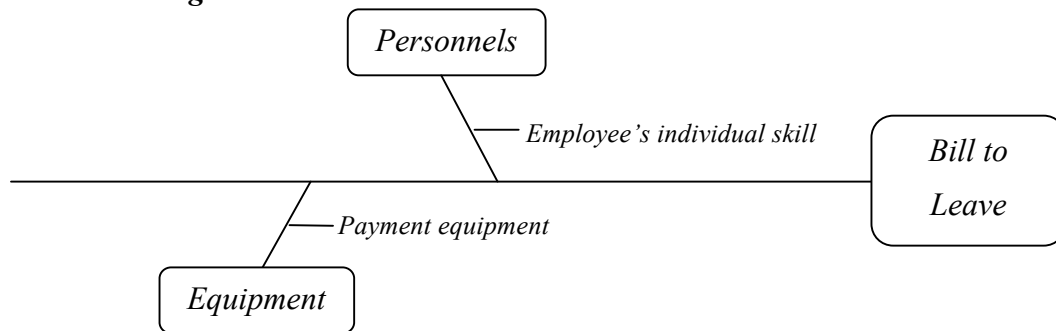 Personnels
Employee’s individual skill
Bill to
Leave
Payment equipment
Equipment